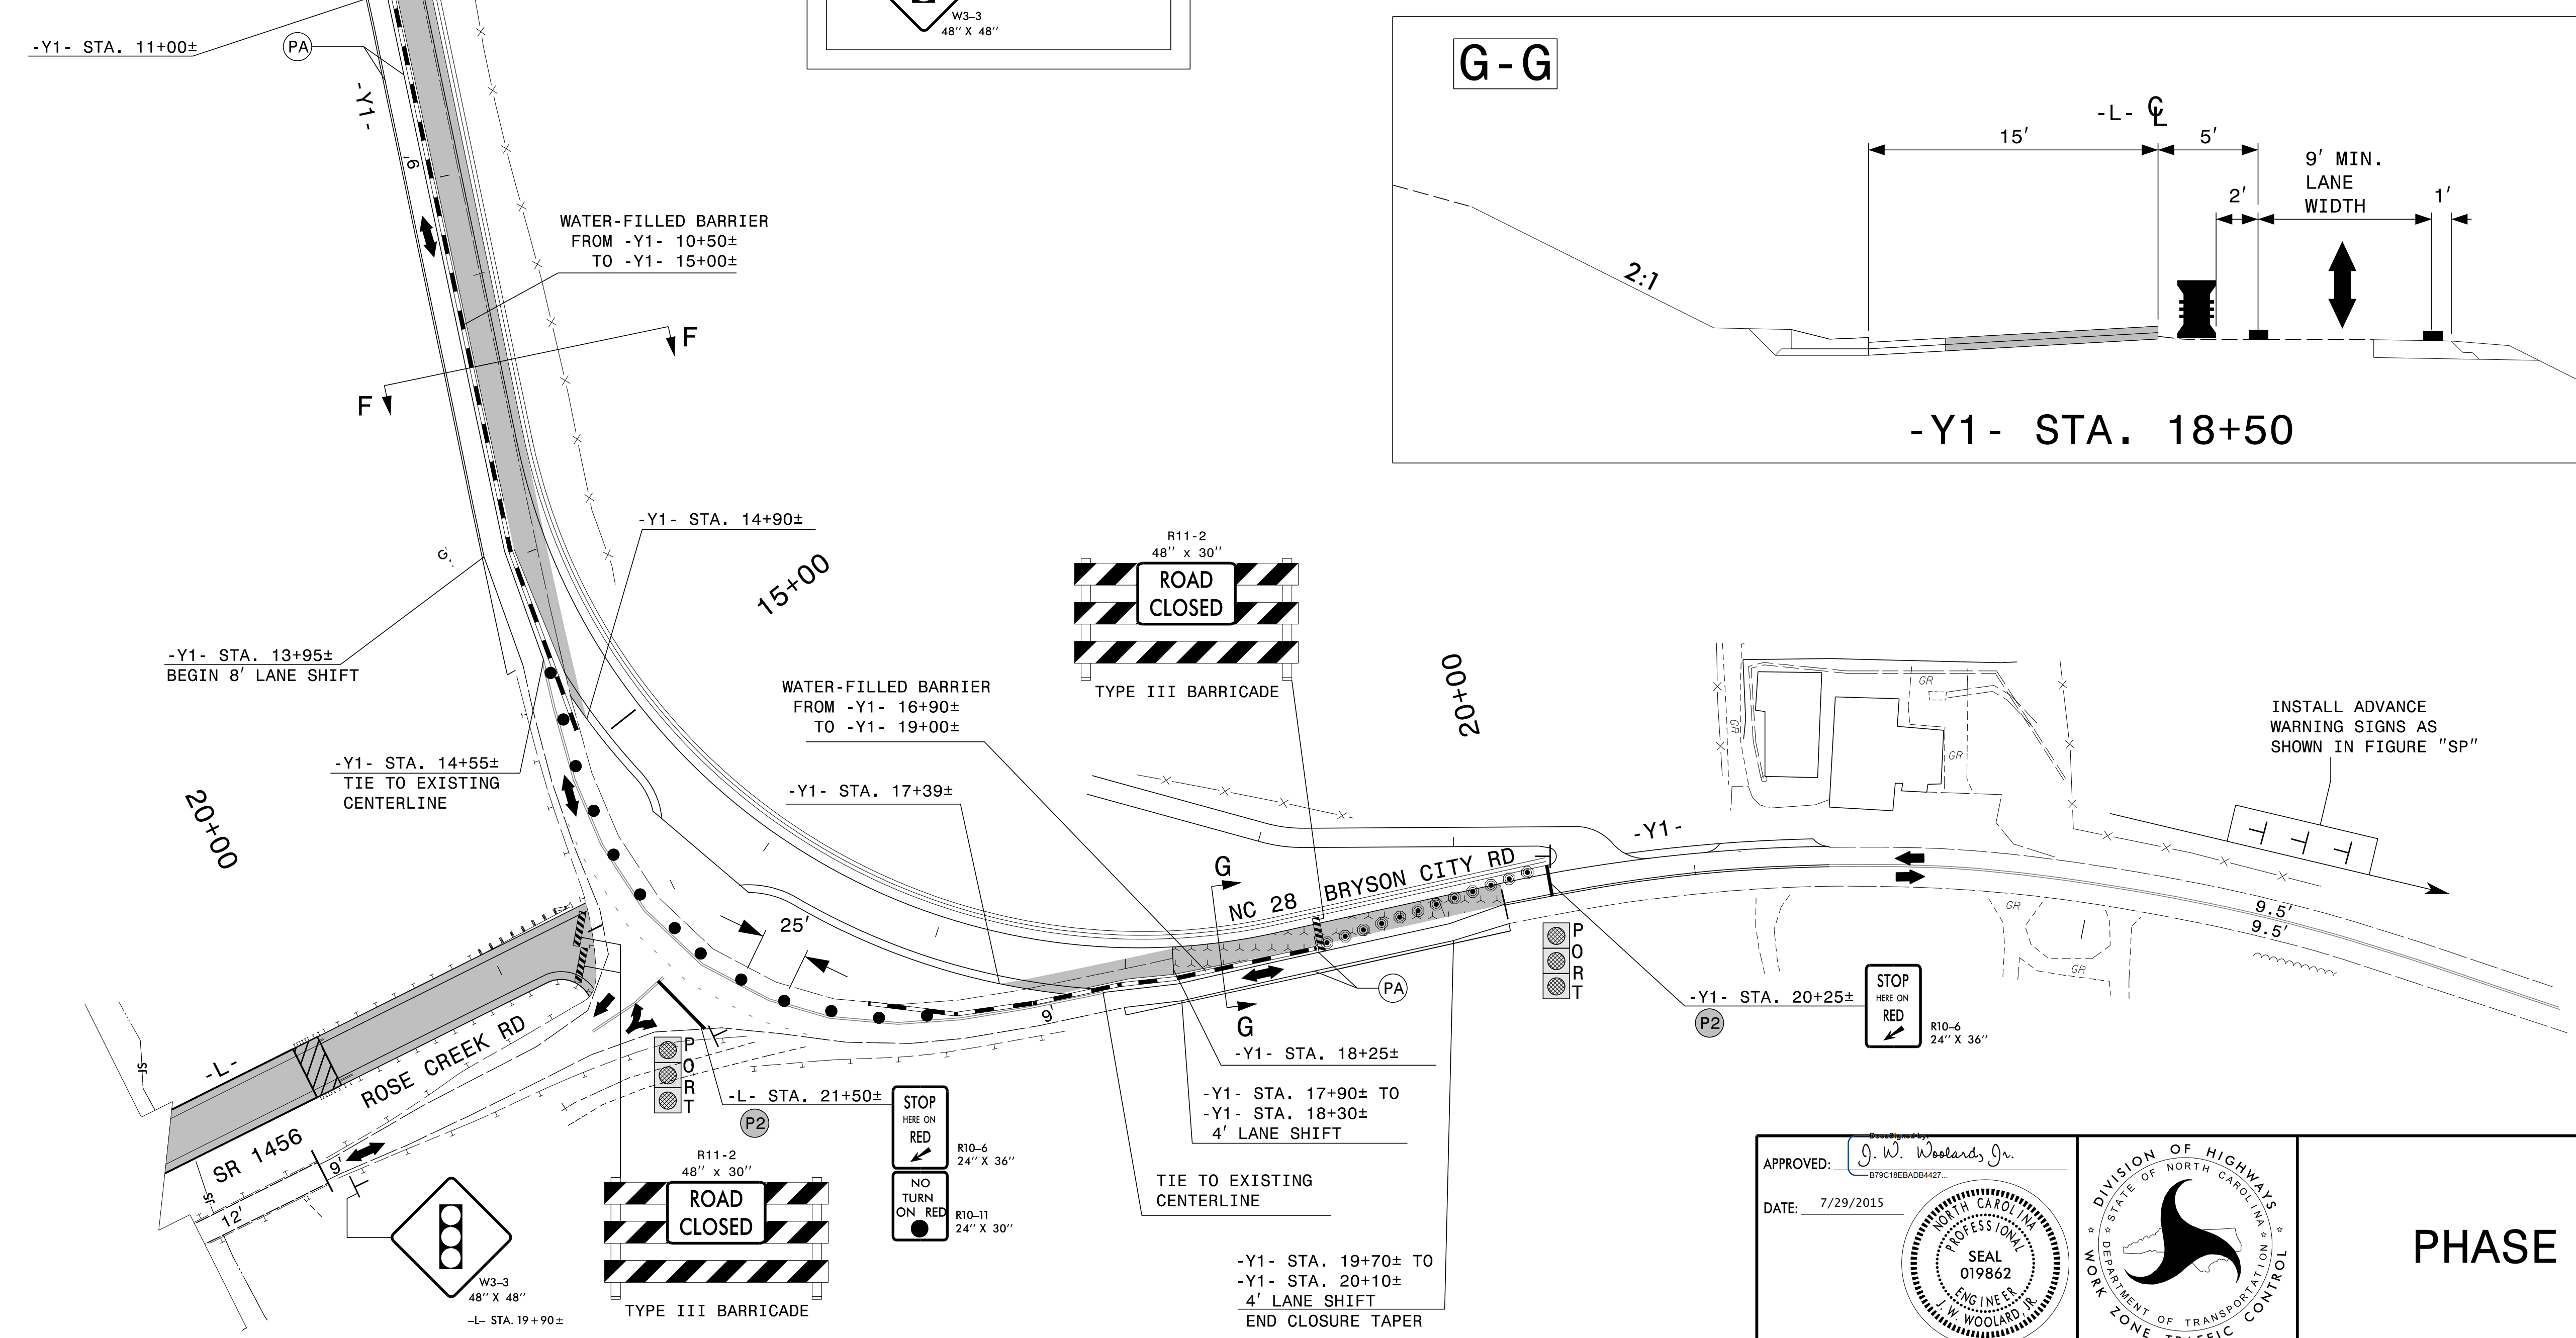 W3-3
48" X 48"
-Y1- STA. 11+00±
PA
-Y1-
9'
WATER-FILLED BARRIER
FROM -Y1- 10+50±
TO -Y1- 15+00±
F
F
G-G
-L- ℄
15'
5'
9' MIN.
LANE
WIDTH
2'
1'
2:1
-Y1- STA. 18+50
-Y1- STA. 14+90±
15+00
-Y1- STA. 13+95±
BEGIN 8' LANE SHIFT
-Y1- STA. 14+55±
TIE TO EXISTING
CENTERLINE
20+00
R11-2
48" x 30"
ROAD
CLOSED
TYPE III BARRICADE
WATER-FILLED BARRIER
FROM -Y1- 16+90±
TO -Y1- 19+00±
-Y1- STA. 17+39±
20+00
GR
GR
GR
INSTALL ADVANCE
WARNING SIGNS AS
SHOWN IN FIGURE "SP"
-Y1-
G
NC 28 BRYSON CITY RD
25'
9'
G
PA
PORT
9.5'
9.5'
GR
GR
-Y1- STA. 20+25±
P2
STOP
HERE ON
RED
R10-6
24" X 36"
-Y1- STA. 18+25±
-Y1- STA. 17+90± TO
-Y1- STA. 18+30±
4' LANE SHIFT
TIE TO EXISTING
CENTERLINE
-Y1- STA. 19+70± TO
-Y1- STA. 20+10±
4' LANE SHIFT
END CLOSURE TAPER
-L-
ROSE CREEK RD
SR 1456
JS
JS
9'
12'
PORT
-L- STA. 21+50±
P2
STOP
HERE ON
RED
R10-6
24" X 36"
NO
TURN
ON RED
R10-11
24" X 30"
R11-2
48" x 30"
ROAD
CLOSED
TYPE III BARRICADE
W3-3
48" X 48"
-L- STA. 19+90±
DocuSigned by:
APPROVED: J. W. Woolard, Jr.
B79C18EBADB4427...
DATE: 7/29/2015
NORTH CAROLINA
PROFESSIONAL
SEAL
019862
ENGINEER
J. W. WOOLARD, JR.
DIVISION OF HIGHWAYS
STATE OF NORTH CAROLINA
DEPARTMENT OF TRANSPORTATION
WORK ZONE TRAFFIC CONTROL
PHASE